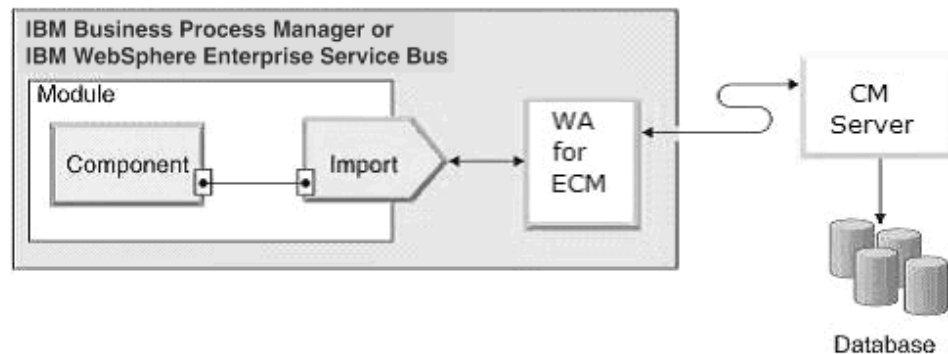 IBM Business Process Manager or
IBM WebSphere Enterprise Service Bus
Module
Component
Import
WA
for
ECM
CM
Server
Database